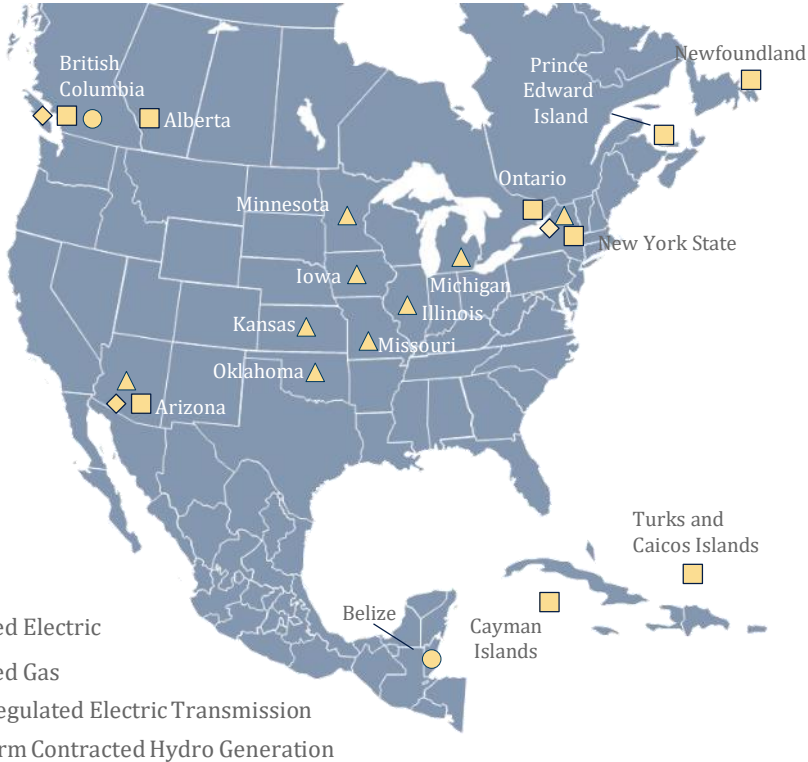 Newfoundland
British
Columbia
Prince
Edward
Island
Alberta
Ontario
Minnesota
New York State
Iowa
Michigan
Illinois
Kansas
Missouri
Oklahoma
Arizona
Turks and
Caicos Islands
Belize
Cayman
Islands
ed Electric
ed Gas
egulated Electric Transmission
rm Contracted Hydro Generation